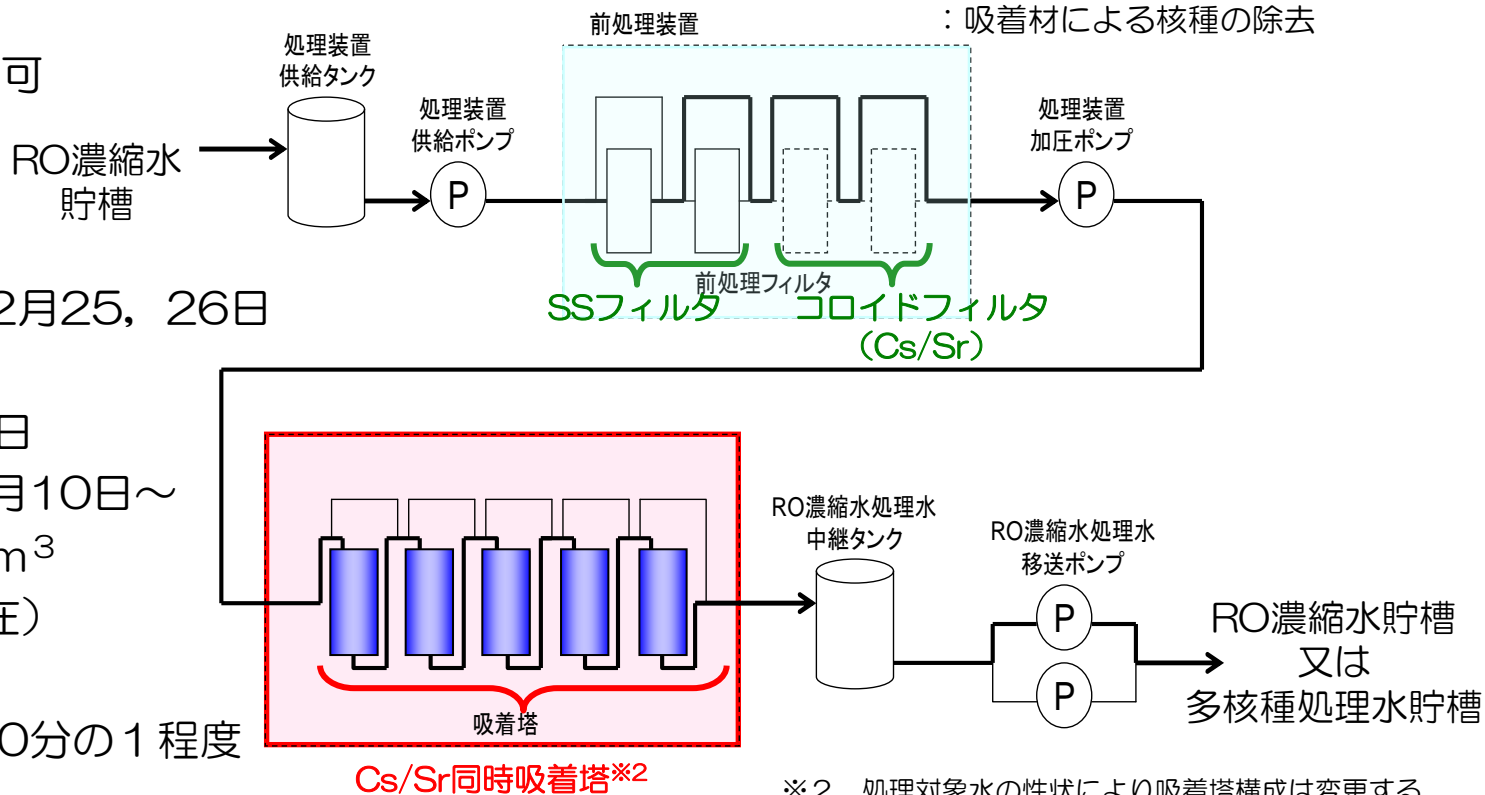 ：吸着材による核種の除去
前処理装置
処理装置
供給タンク
可
処理装置
供給ポンプ
処理装置
加圧ポンプ
RO濃縮水
貯槽
P
P
前処理フィルタ
2月25，26日
SSフィルタ
コロイドフィルタ
（Cs/Sr）
日
月10日～
m³
圧）
0分の１程度
RO濃縮水処理水
中継タンク
RO濃縮水処理水
移送ポンプ
P
P
RO濃縮水貯槽
又は
多核種処理水貯槽
吸着塔
Cs/Sr同時吸着塔※2
※２　処理対象水の性状により吸着塔構成は変更する